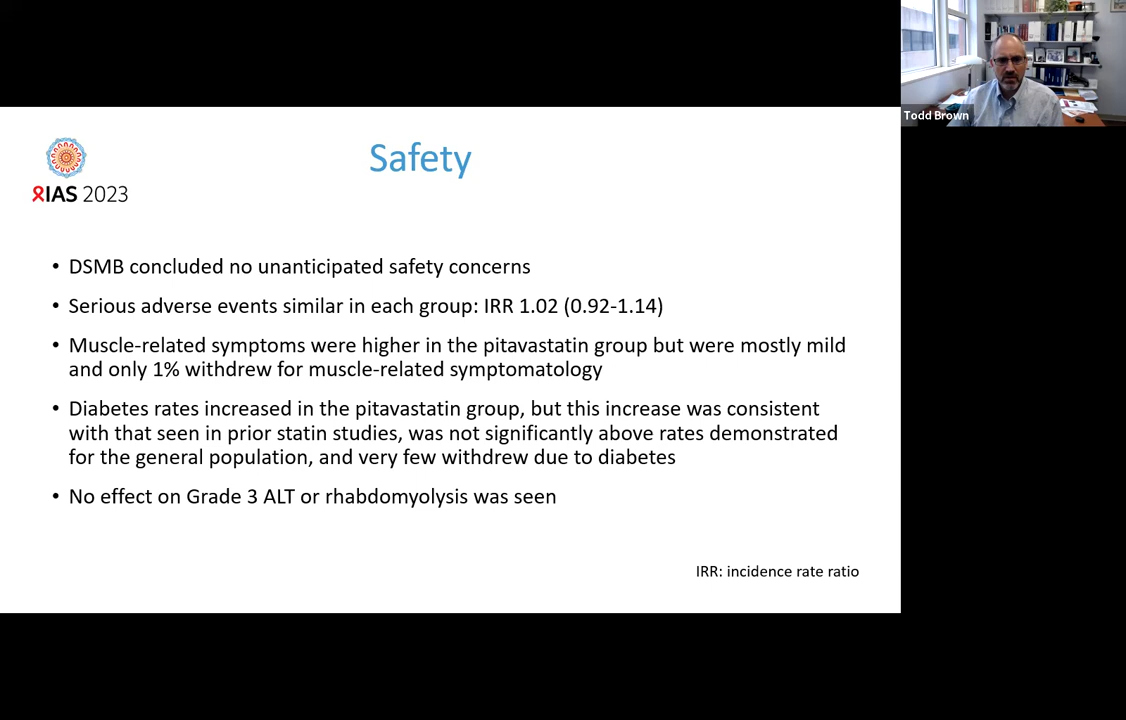 Todd Brown
Safety
IAS 2023
• DSMB concluded no unanticipated safety concerns
• Serious adverse events similar in each group: IRR 1.02 (0.92-1.14)
• Muscle-related symptoms were higher in the pitavastatin group but were mostly mild
and only 1% withdrew for muscle-related symptomatology
• Diabetes rates increased in the pitavastatin group, but this increase was consistent
with that seen in prior statin studies, was not significantly above rates demonstrated
for the general population, and very few withdrew due to diabetes
• No effect on Grade 3 ALT or rhabdomyolysis was seen
IRR: incidence rate ratio